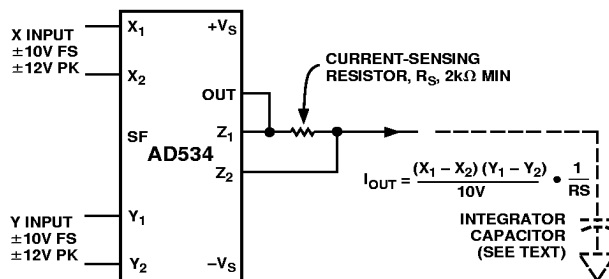 X INPUT
±10V FS
±12V PK
X1
X2
SF
AD534
Y INPUT
±10V FS
±12V PK
Y1
Y2
+VS
OUT
Z1
Z2
–VS
CURRENT-SENSING
RESISTOR, RS, 2kΩ MIN
IOUT = (X1 – X2) (Y1 – Y2) / 10V • 1 / RS
INTEGRATOR
CAPACITOR
(SEE TEXT)